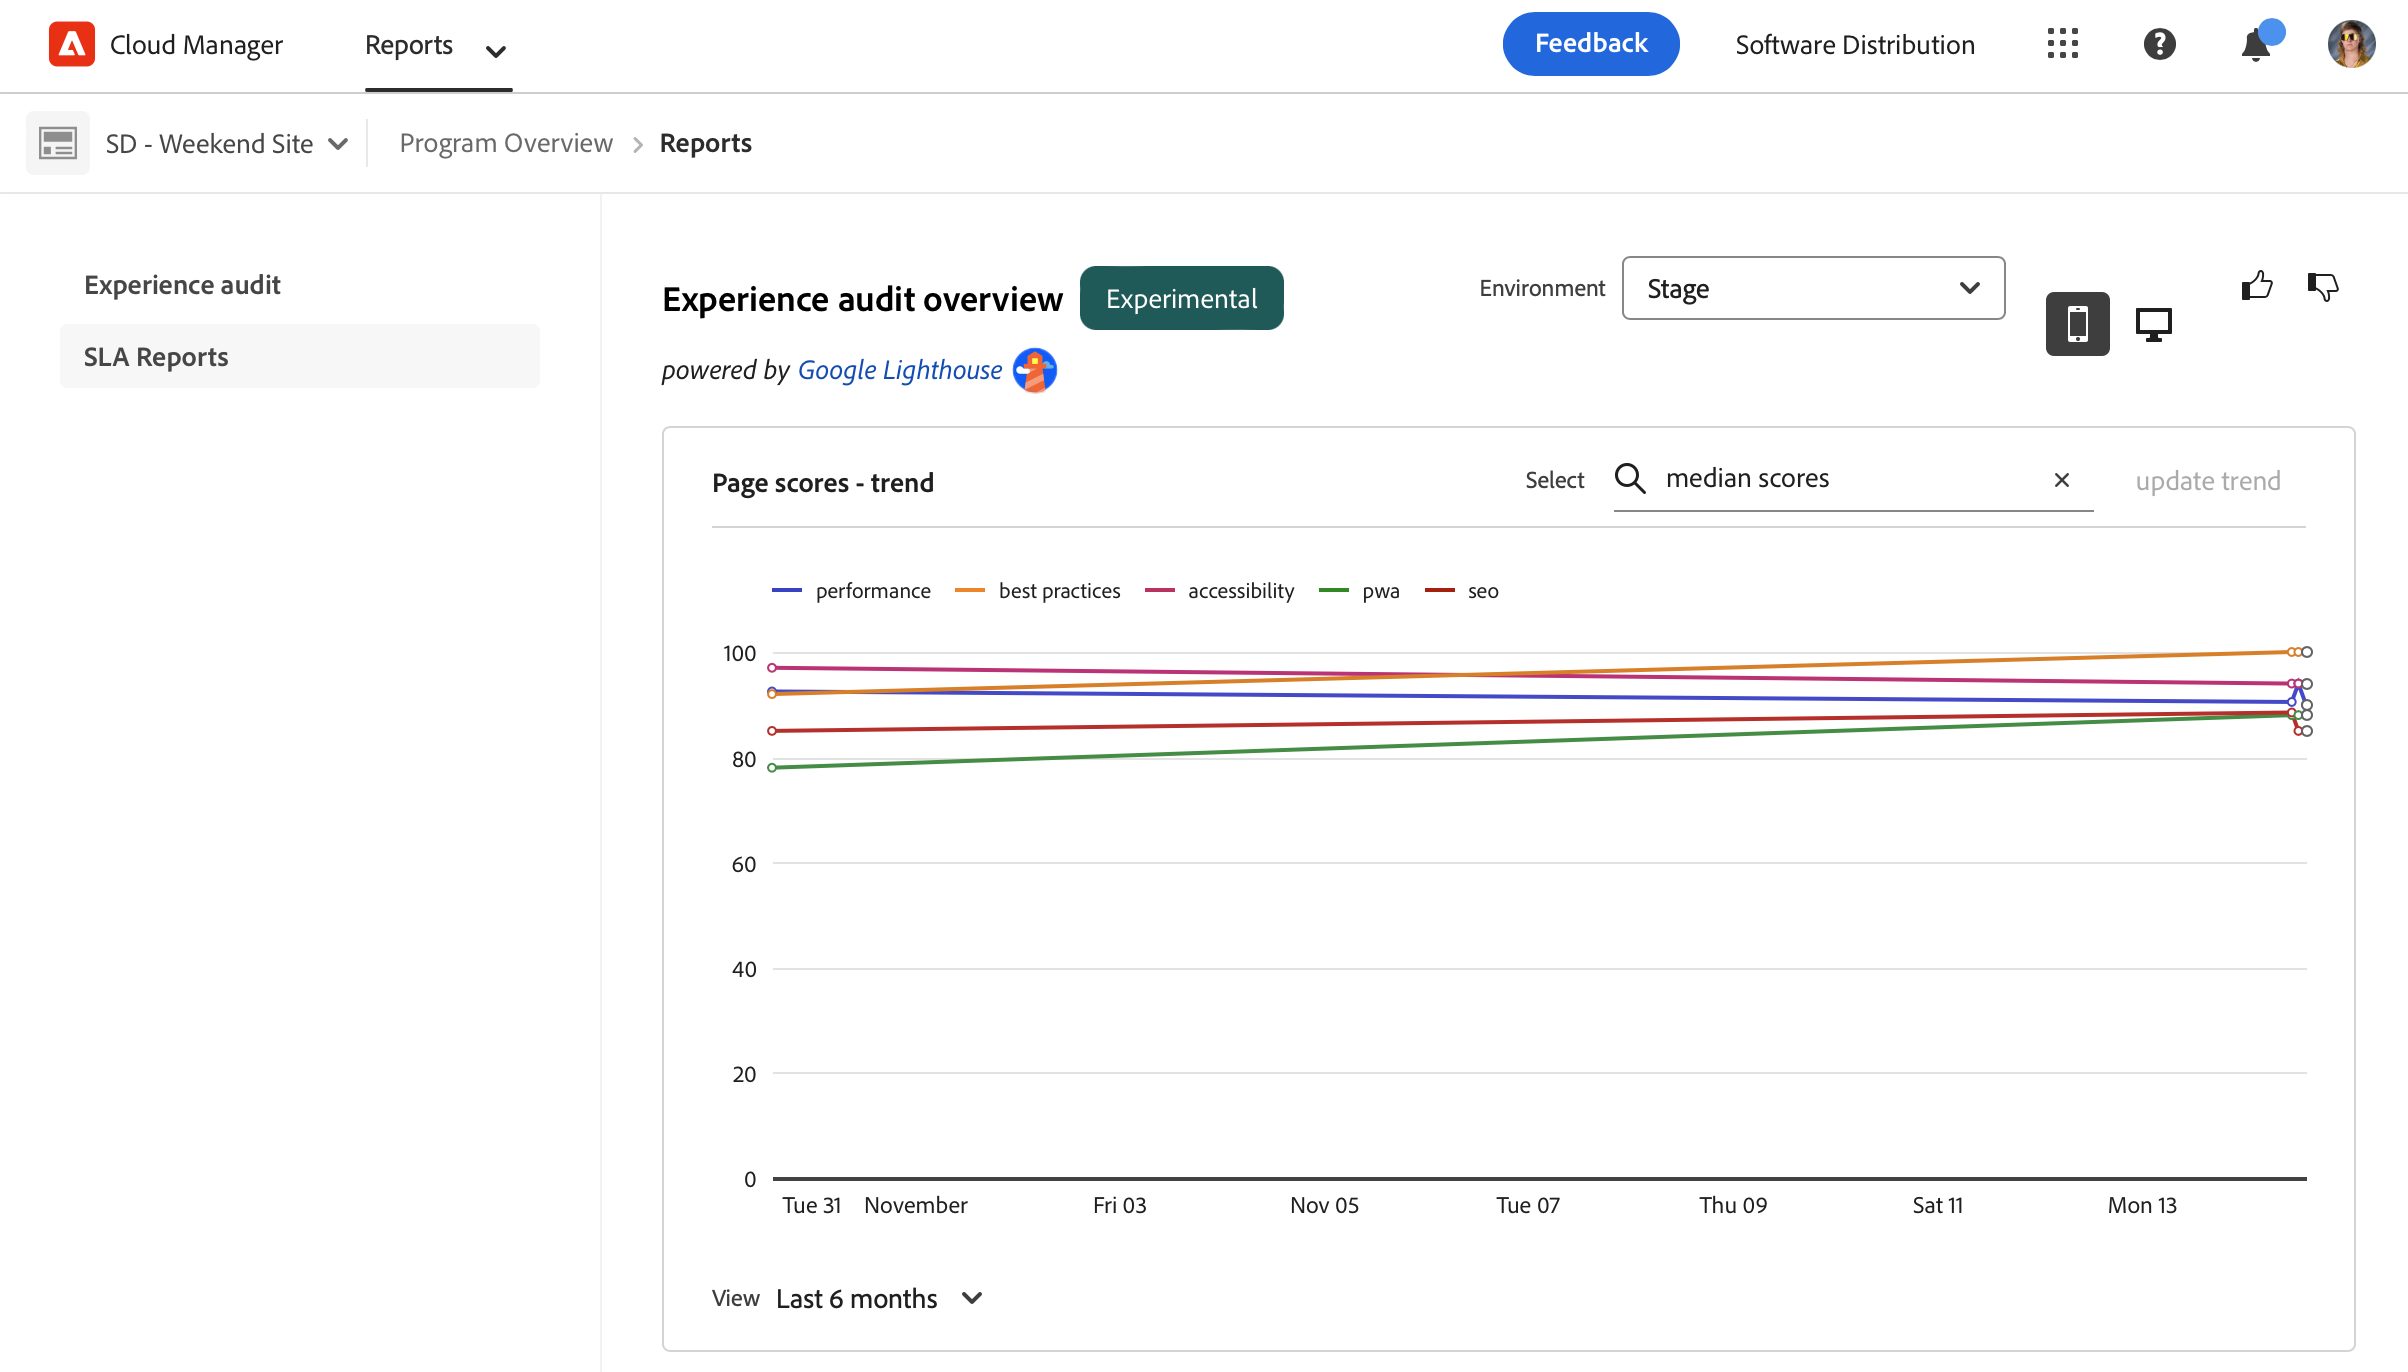 Cloud Manager Reports Feedback Software Distribution
SD - Weekend Site Program Overview Reports
Experience audit
SLA Reports
Experience audit overview Experimental Environment Stage
powered by Google Lighthouse
Page scores - trend Select median scores update trend
performance best practices accessibility pwa seo
100
80
60
40
20
0
Tue 31 November Fri 03 Nov 05 Tue 07 Thu 09 Sat 11 Mon 13
View Last 6 months